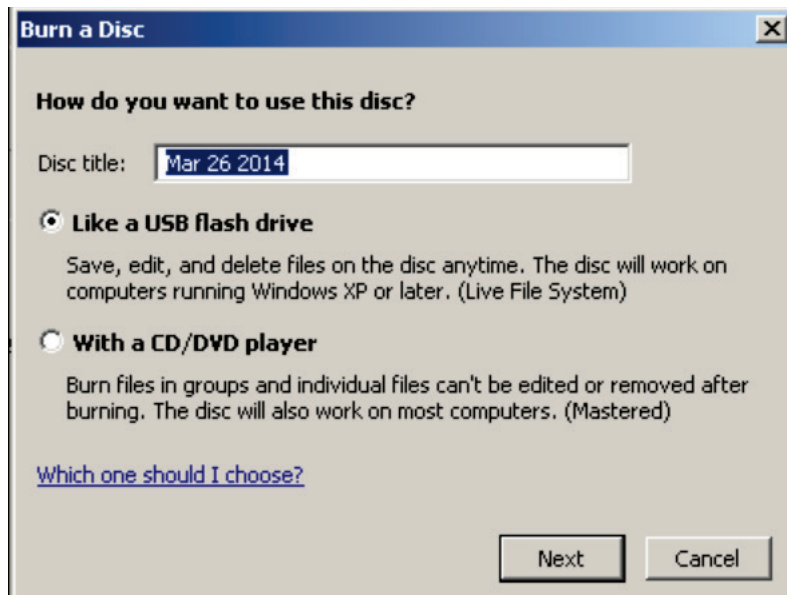 Burn a Disc
How do you want to use this disc?
Disc title: Mar 26 2014
Like a USB flash drive
Save, edit, and delete files on the disc anytime. The disc will work on
computers running Windows XP or later. (Live File System)
With a CD/DVD player
Burn files in groups and individual files can't be edited or removed after
burning. The disc will also work on most computers. (Mastered)
Which one should I choose?
Next Cancel